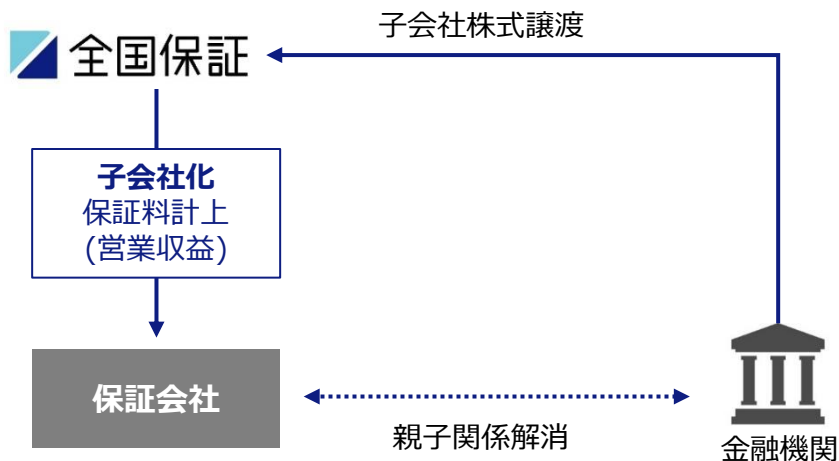 子会社株式譲渡
全国保証
子会社化
保証料計上
(営業収益)
保証会社
親子関係解消
金融機関